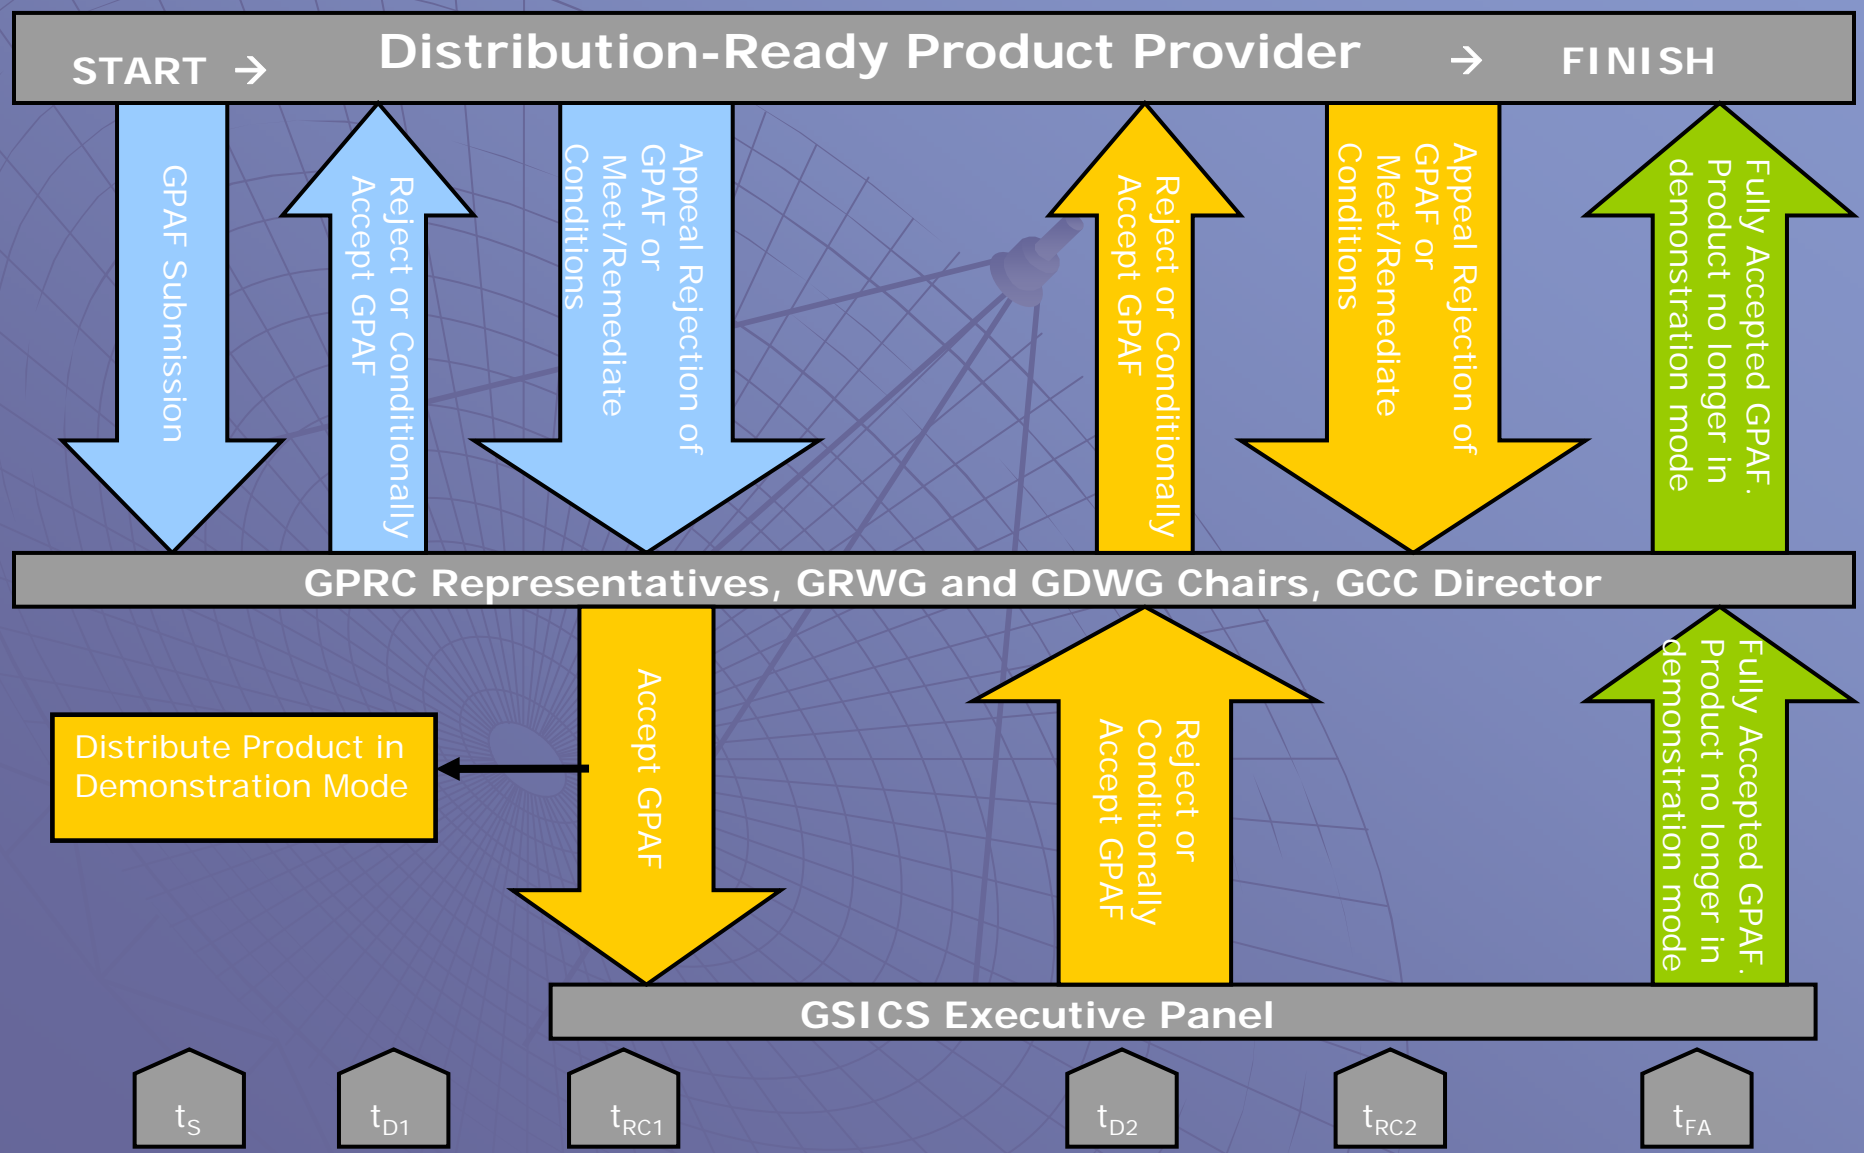 START →
Distribution-Ready Product Provider
→
FINISH
GPAF Submission
Reject or Conditionally
Accept GPAF
Appeal Rejection of
GPAF or
Meet/Remediate
Conditions
Reject or Conditionally
Accept GPAF
Appeal Rejection of
GPAF or
Meet/Remediate
Conditions
Fully Accepted GPAF.
Product no longer in
demonstration mode
GPRC Representatives, GRWG and GDWG Chairs, GCC Director
Distribute Product in
Demonstration Mode
Accept GPAF
Reject or
Conditionally
Accept GPAF
Fully Accepted GPAF.
Product no longer in
demonstration mode
GSICS Executive Panel
tS
tD1
tRC1
tD2
tRC2
tFA